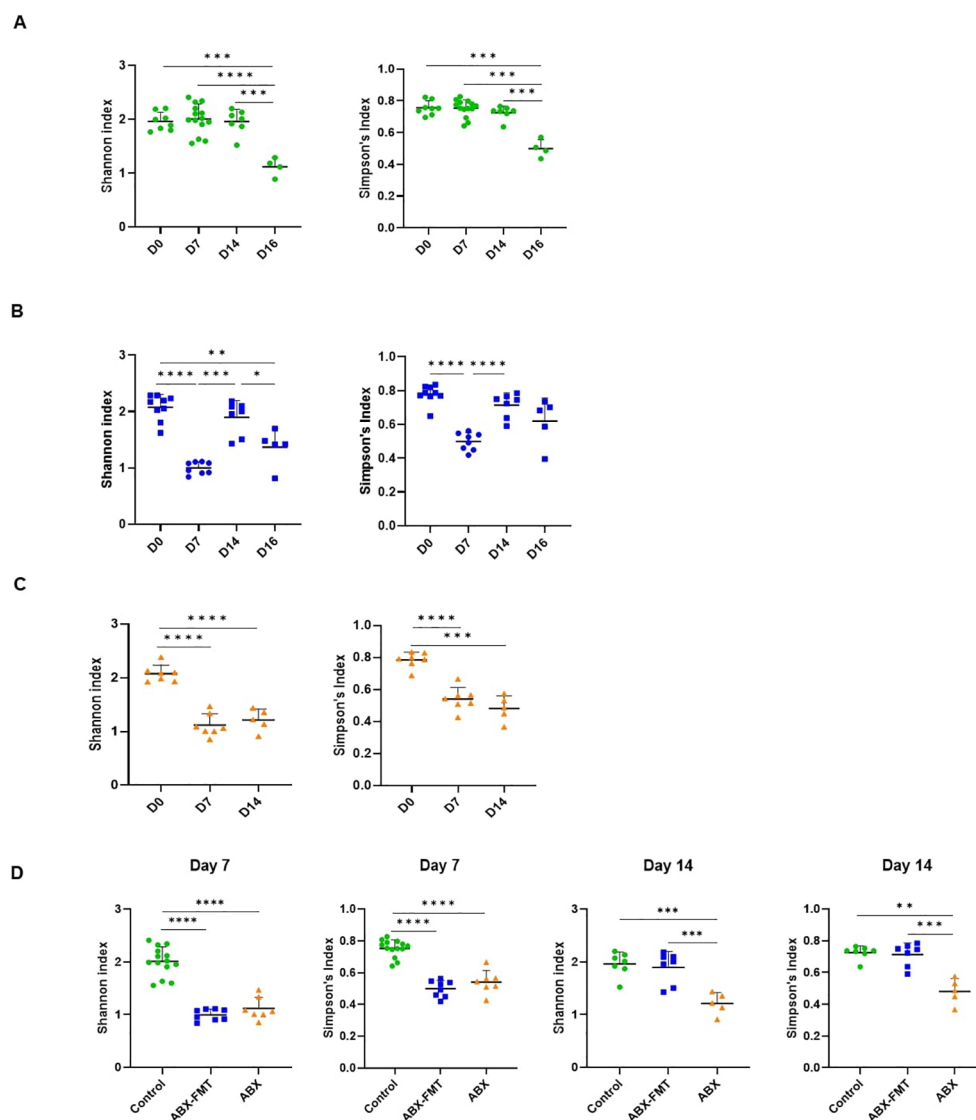 A
Shannon index
3
2
1
0
***
****
***
D0 D7 D14 D16
Simpson's Index
1.0
0.8
0.6
0.4
0.2
0.0
***
***
***
D0 D7 D14 D16
B
Shannon index
3
2
1
0
**
**** *** *
D0 D7 D14 D16
Simpson's Index
1.0
0.8
0.6
0.4
0.2
0.0
**** ****
D0 D7 D14 D16
C
Shannon index
3
2
1
0
****
****
D0 D7 D14
Simpson's Index
1.0
0.8
0.6
0.4
0.2
0.0
****
***
D0 D7 D14
D
Day 7
Shannon index
3
2
1
0
****
****
Control ABX-FMT ABX
Day 7
Simpson's Index
1.0
0.8
0.6
0.4
0.2
0.0
****
****
Control ABX-FMT ABX
Day 14
Shannon index
3
2
1
0
***
***
Control ABX-FMT ABX
Day 14
Simpson's Index
1.0
0.8
0.6
0.4
0.2
0.0
**
***
Control ABX-FMT ABX